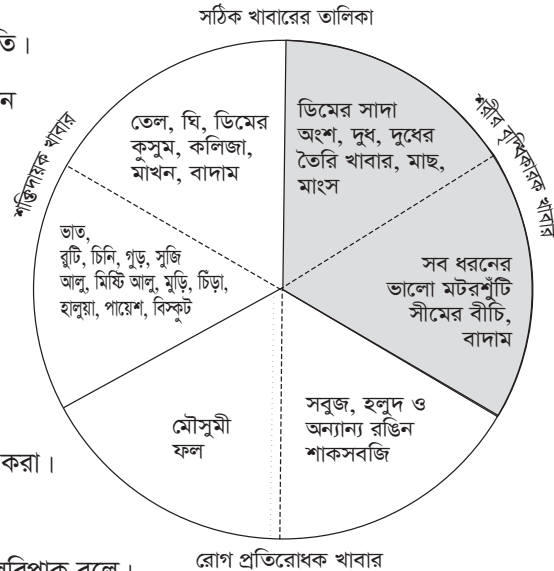 সঠিক খাবারের তালিকা
তি।
ন
শক্তিদায়ক খাবার
তেল, ঘি, ডিমের
কুসুম, কলিজা,
মাখন, বাদাম
ডিমের সাদা
অংশ, দুধ, দুধের
তৈরি খাবার, মাছ,
মাংস
শরীর বৃদ্ধিকারক খাবার
ভাত,
রুটি, চিনি, গুড়, সুজি
আলু, মিষ্টি আলু, মুড়ি, চিঁড়া,
হালুয়া, পায়েশ, বিস্কুট
সব ধরনের
ভালো মটরশুঁটি
সীমের বীচি,
বাদাম
মৌসুমী
ফল
সবুজ, হলুদ ও
অন্যান্য রঙিন
শাকসবজি
করা।
রোগ প্রতিরোধক খাবার
রিপাক বলে।